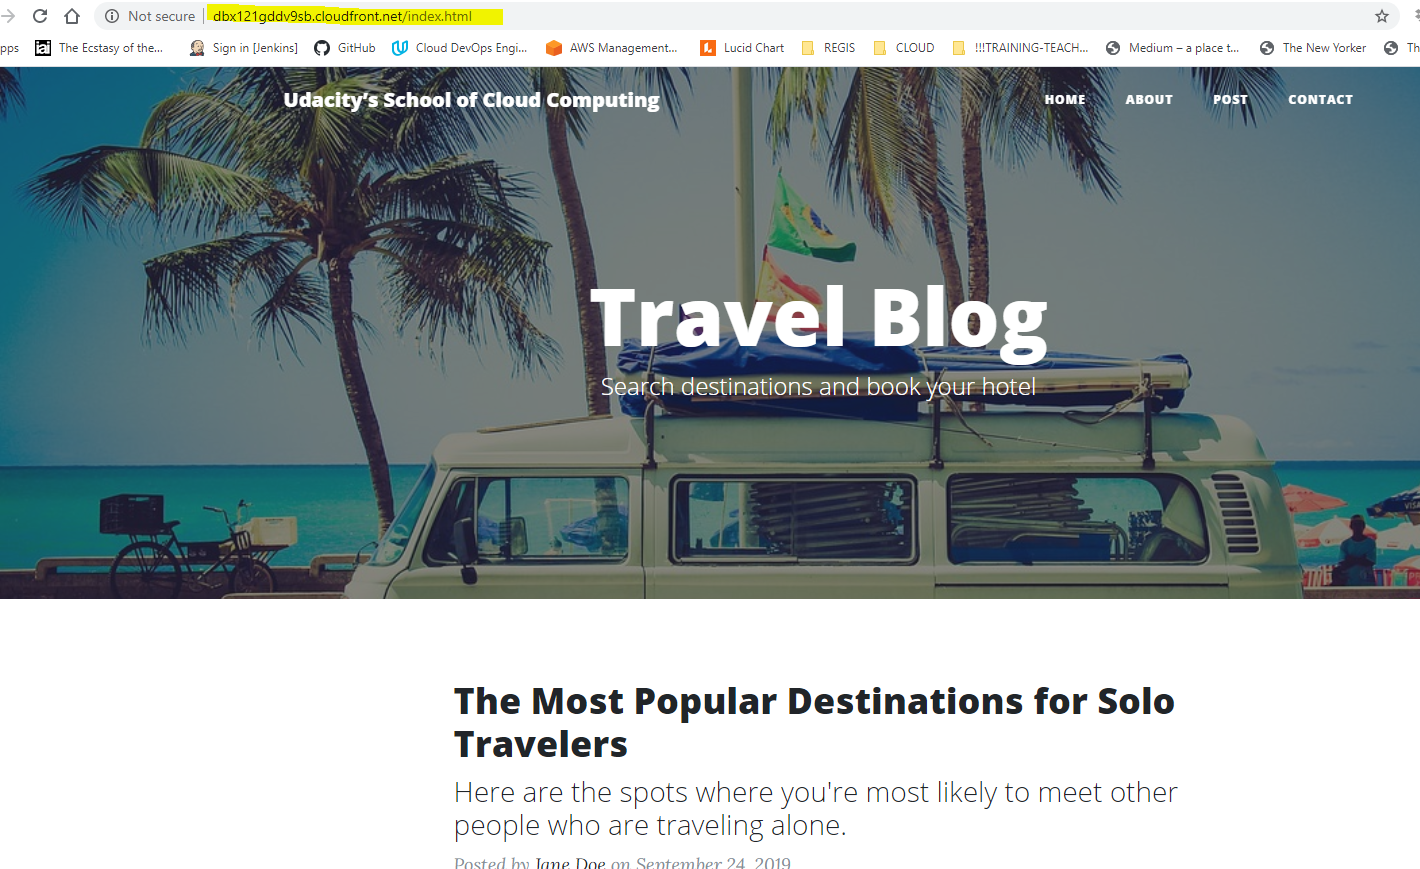 Not secure | dbx121gddv9sb.cloudfront.net/index.html
pps The Ecstasy of the... Sign in [Jenkins] GitHub Cloud DevOps Engi... AWS Management... Lucid Chart REGIS CLOUD !!!TRAINING-TEACH... Medium – a place t... The New Yorker Th
Udacity's School of Cloud Computing HOME ABOUT POST CONTACT
Travel Blog
Search destinations and book your hotel
VISA
The Most Popular Destinations for Solo
Travelers
Here are the spots where you're most likely to meet other
people who are traveling alone.
Posted by Jane Doe on September 24, 2019